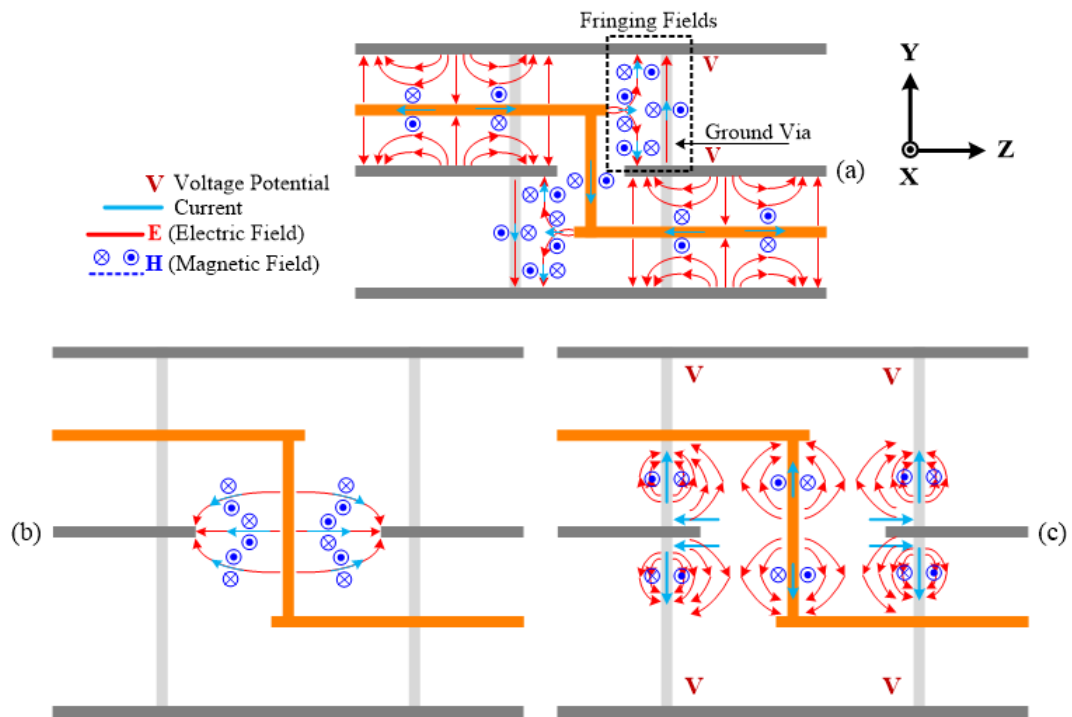 Fringing Fields
Y
V
Ground Via
V
(a)
Z
X
V Voltage Potential
Current
E (Electric Field)
H (Magnetic Field)
(b)
V V
(c)
V V